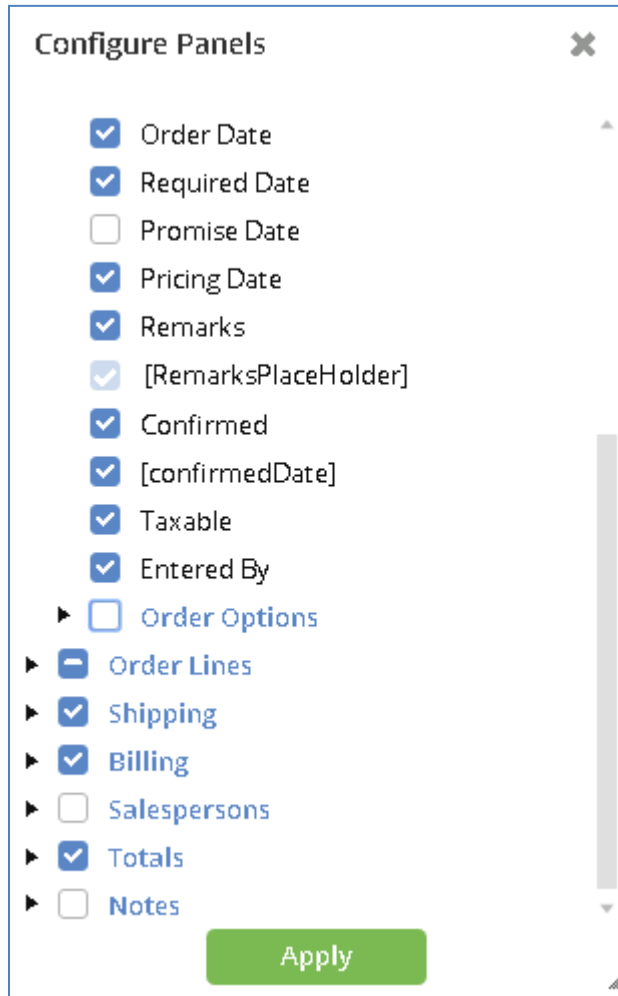 Configure Panels
Order Date
Required Date
Promise Date
Pricing Date
Remarks
[RemarksPlaceHolder]
Confirmed
[confirmedDate]
Taxable
Entered By
Order Options
Order Lines
Shipping
Billing
Salespersons
Totals
Notes
Apply